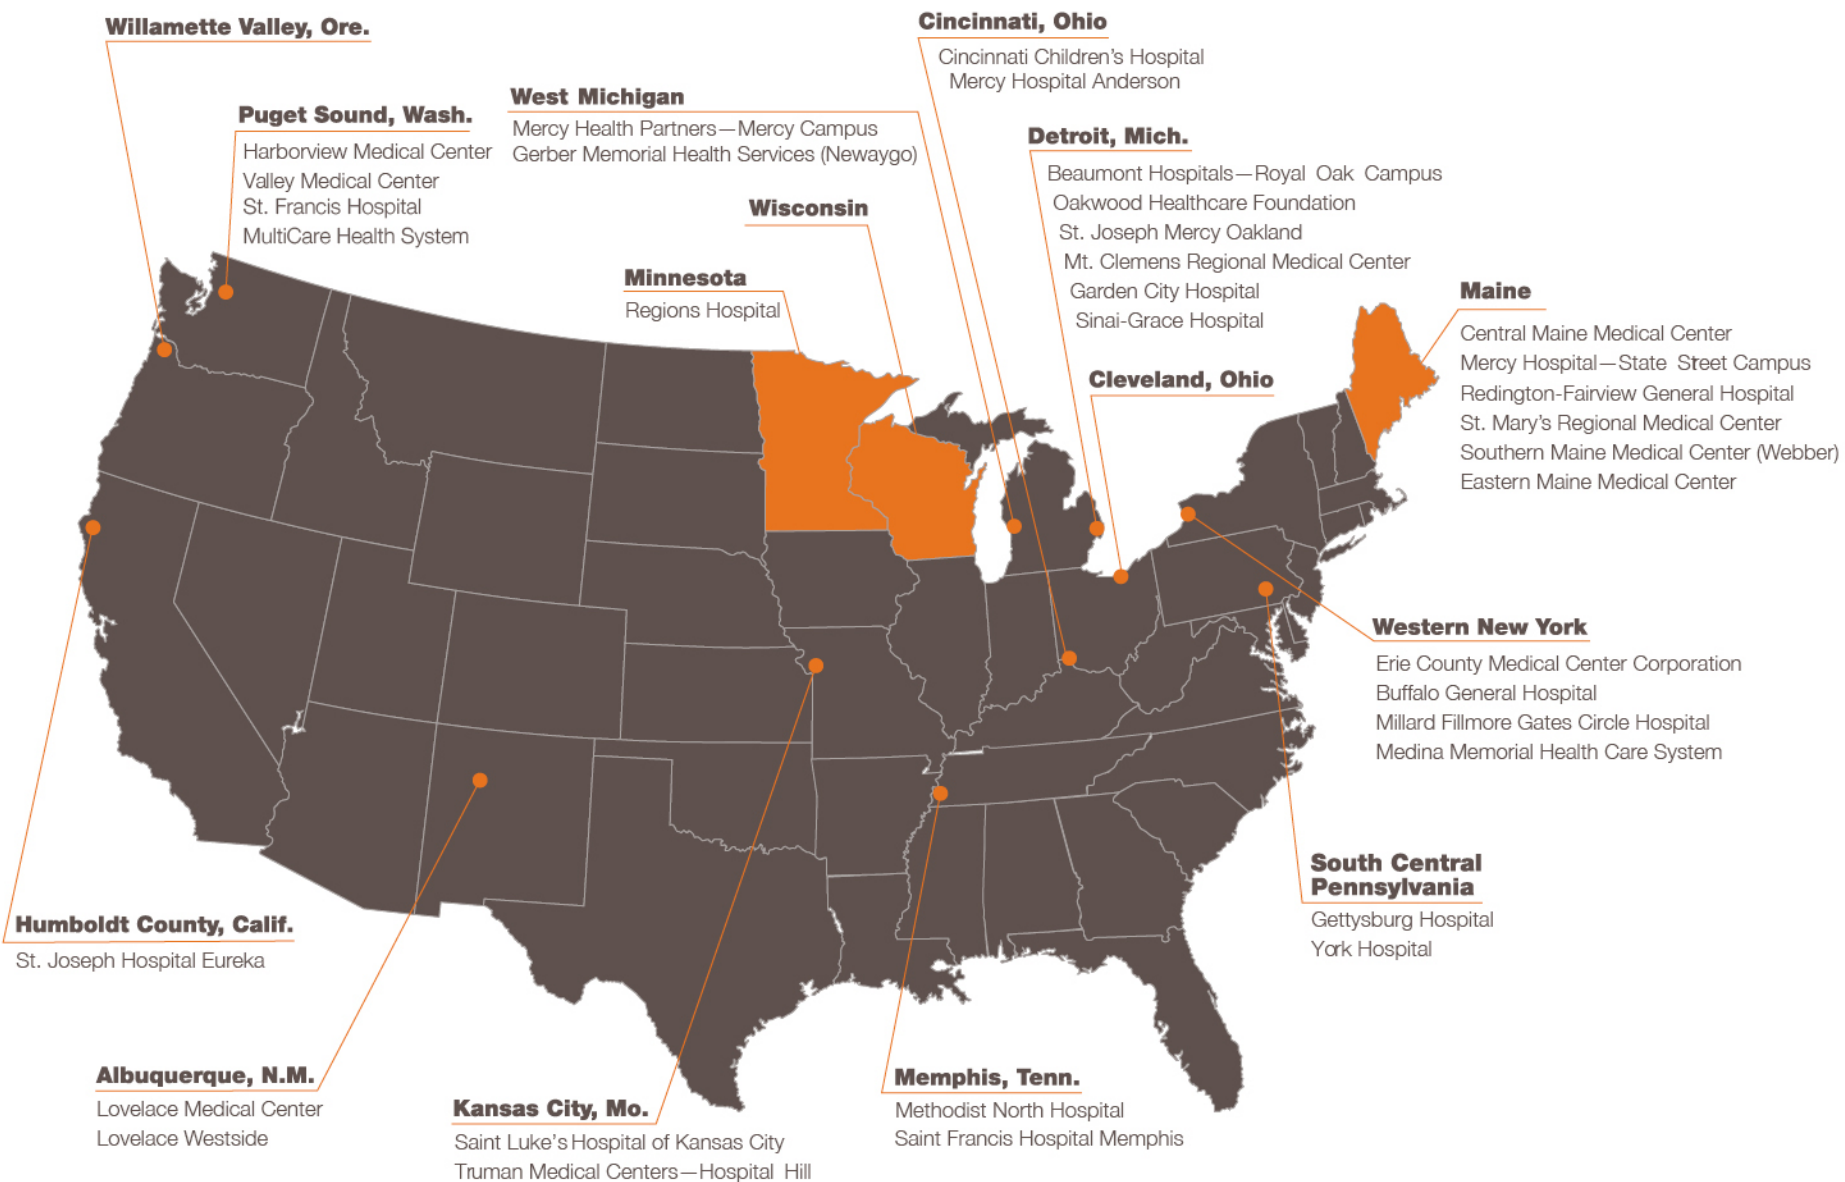 Willamette Valley, Ore.
Puget Sound, Wash.
Harborview Medical Center
Valley Medical Center
St. Francis Hospital
MultiCare Health System
West Michigan
Mercy Health Partners—Mercy Campus
Gerber Memorial Health Services (Newaygo)
Cincinnati, Ohio
Cincinnati Children's Hospital
Mercy Hospital Anderson
Detroit, Mich.
Beaumont Hospitals—Royal Oak Campus
Oakwood Healthcare Foundation
St. Joseph Mercy Oakland
Mt. Clemens Regional Medical Center
Garden City Hospital
Sinai-Grace Hospital
Wisconsin
Minnesota
Regions Hospital
Cleveland, Ohio
Maine
Central Maine Medical Center
Mercy Hospital—State Street Campus
Redington-Fairview General Hospital
St. Mary's Regional Medical Center
Southern Maine Medical Center (Webber)
Eastern Maine Medical Center
Western New York
Erie County Medical Center Corporation
Buffalo General Hospital
Millard Fillmore Gates Circle Hospital
Medina Memorial Health Care System
South Central
Pennsylvania
Gettysburg Hospital
York Hospital
Humboldt County, Calif.
St. Joseph Hospital Eureka
Albuquerque, N.M.
Lovelace Medical Center
Lovelace Westside
Kansas City, Mo.
Saint Luke's Hospital of Kansas City
Truman Medical Centers—Hospital Hill
Memphis, Tenn.
Methodist North Hospital
Saint Francis Hospital Memphis